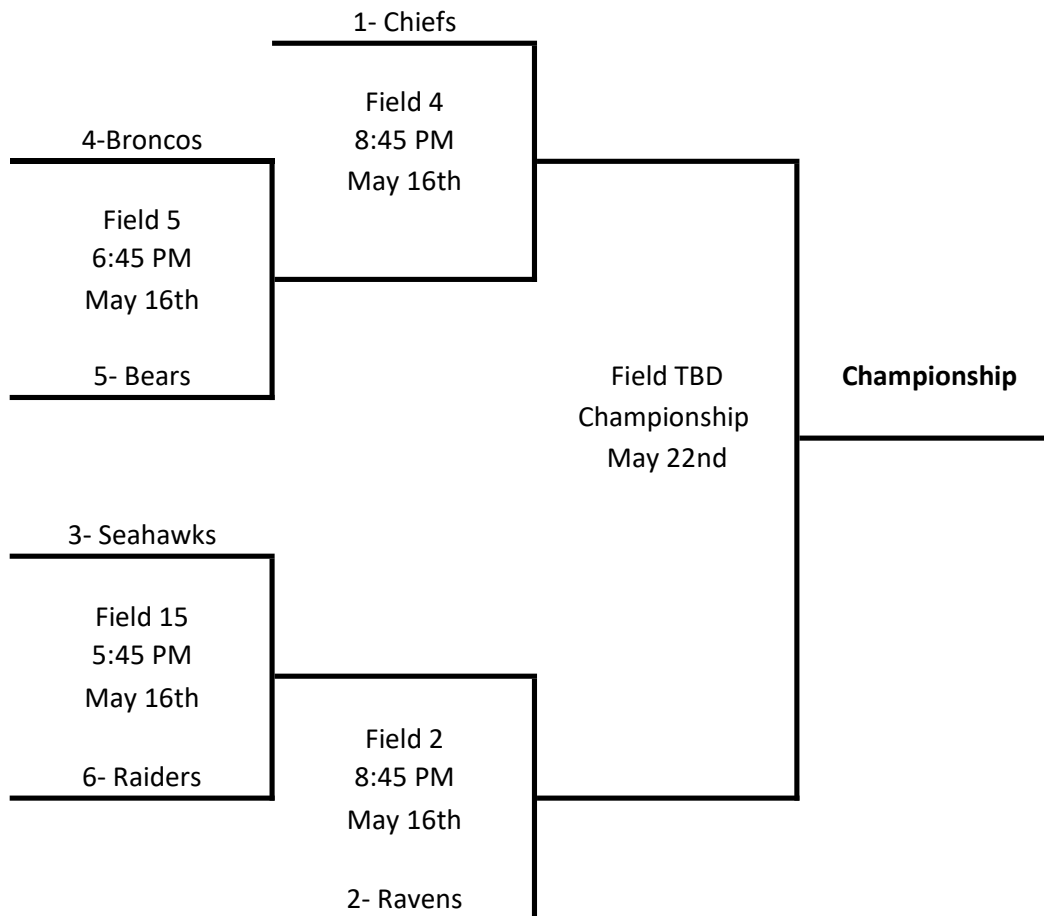 1- Chiefs
Field 4
8:45 PM
May 16th
4-Broncos
Field 5
6:45 PM
May 16th
5- Bears
Field TBD
Championship
May 22nd
Championship
3- Seahawks
Field 15
5:45 PM
May 16th
6- Raiders
Field 2
8:45 PM
May 16th
2- Ravens